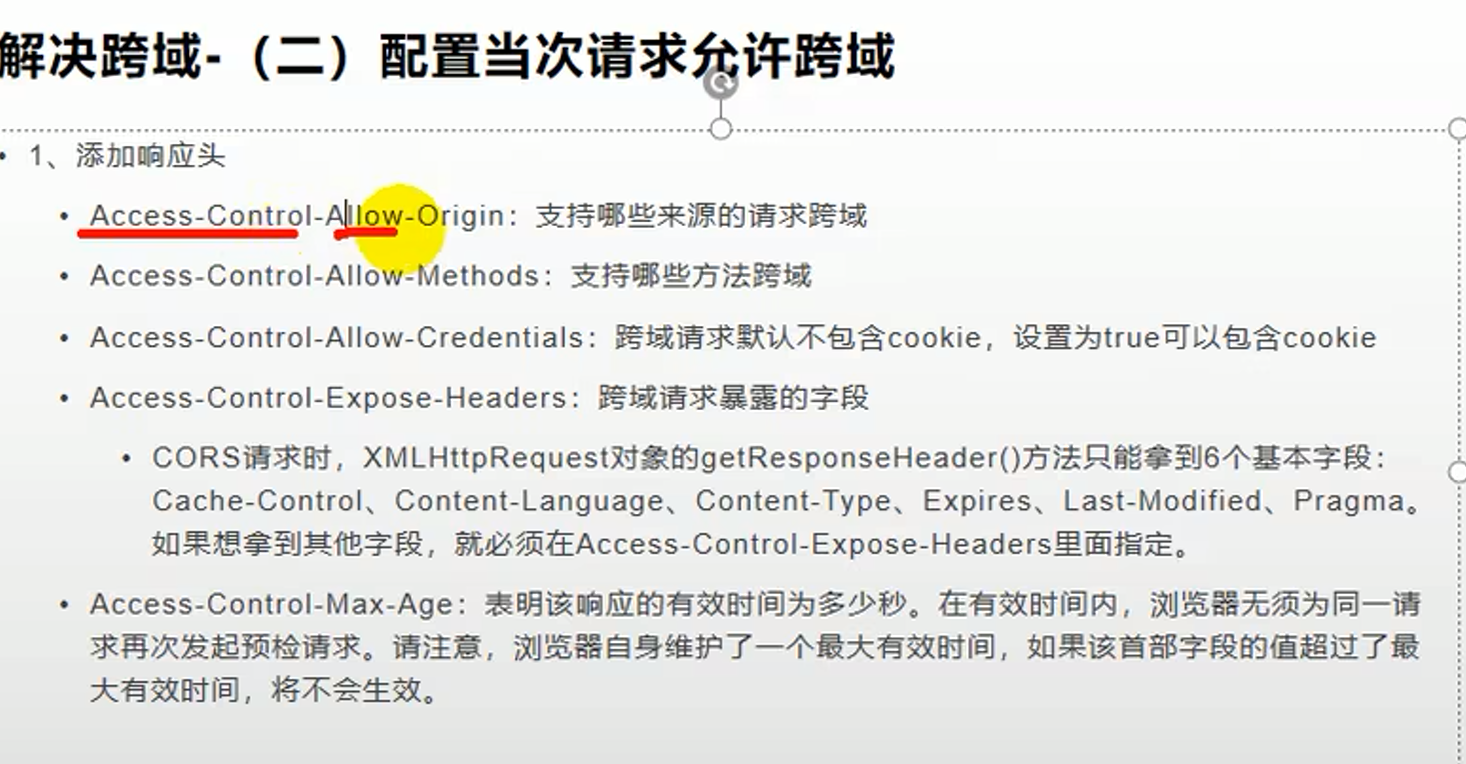 解决跨域-（二）配置当次请求允许跨域
• 1、添加响应头
• Access-Control-Allow-Origin：支持哪些来源的请求跨域
• Access-Control-Allow-Methods：支持哪些方法跨域
• Access-Control-Allow-Credentials：跨域请求默认不包含cookie，设置为true可以包含cookie
• Access-Control-Expose-Headers：跨域请求暴露的字段
• CORS请求时，XMLHttpRequest对象的getResponseHeader()方法只能拿到6个基本字段：
Cache-Control、Content-Language、Content-Type、Expires、Last-Modified、Pragma。
如果想拿到其他字段，就必须在Access-Control-Expose-Headers里面指定。
• Access-Control-Max-Age：表明该响应的有效时间为多少秒。在有效时间内，浏览器无须为同一请
求再次发起预检请求。请注意，浏览器自身维护了一个最大有效时间，如果该首部字段的值超过了最
大有效时间，将不会生效。